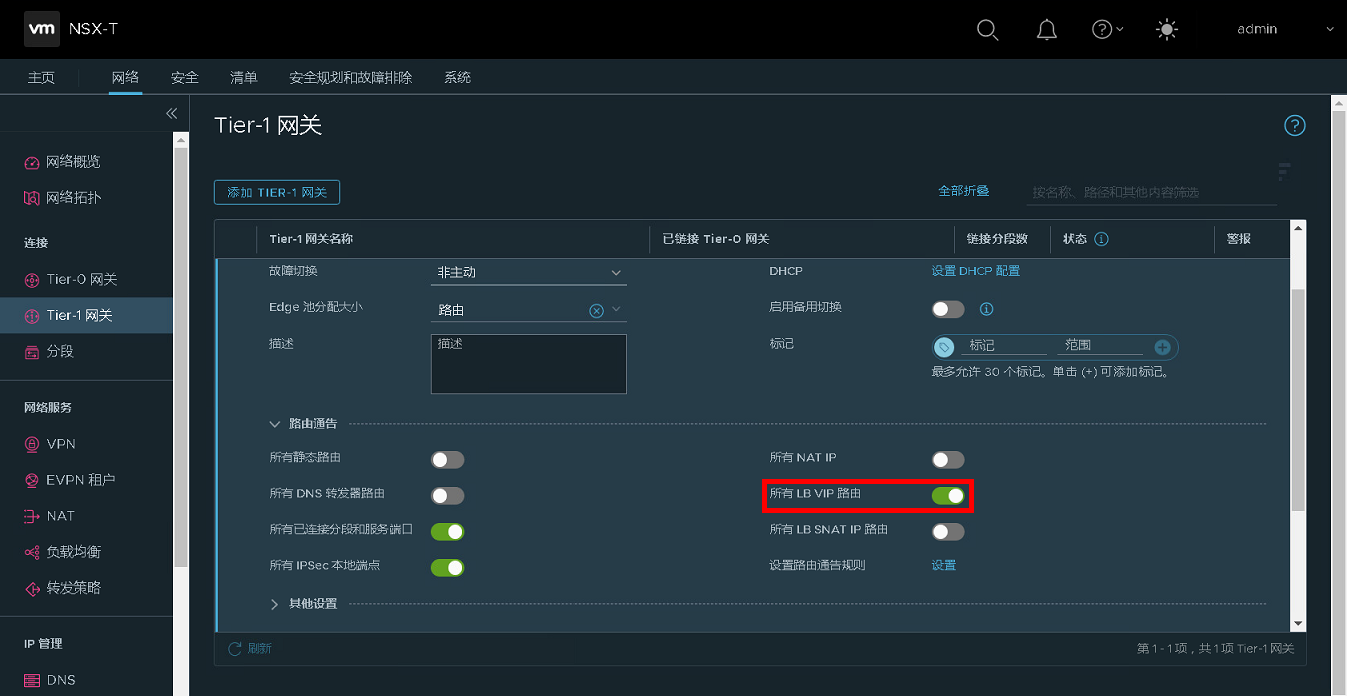 vm NSX-T
admin
主页 网络 安全 清单 安全规划和故障排除 系统
网络概览
网络拓扑
连接
Tier-0 网关
Tier-1 网关
分段
网络服务
VPN
EVPN 租户
NAT
负载均衡
转发策略
IP 管理
DNS
Tier-1 网关
添加 TIER-1 网关
全部折叠
按名称、路径和其他内容筛选
Tier-1 网关名称 已链接 Tier-0 网关 链接分段数 状态 警报
故障切换 非主动 DHCP 设置 DHCP 配置
Edge 池分配大小 路由 启用备用切换
描述 描述 标记 标记 范围
最多允许 30 个标记。单击 (+) 可添加标记。
路由通告
所有静态路由 所有 NAT IP
所有 DNS 转发器路由 所有 LB VIP 路由
所有已连接分段和服务端口 所有 LB SNAT IP 路由
所有 IPSec 本地端点 设置路由通告规则 设置
其他设置
刷新 第 1 - 1 项，共 1 项 Tier-1 网关